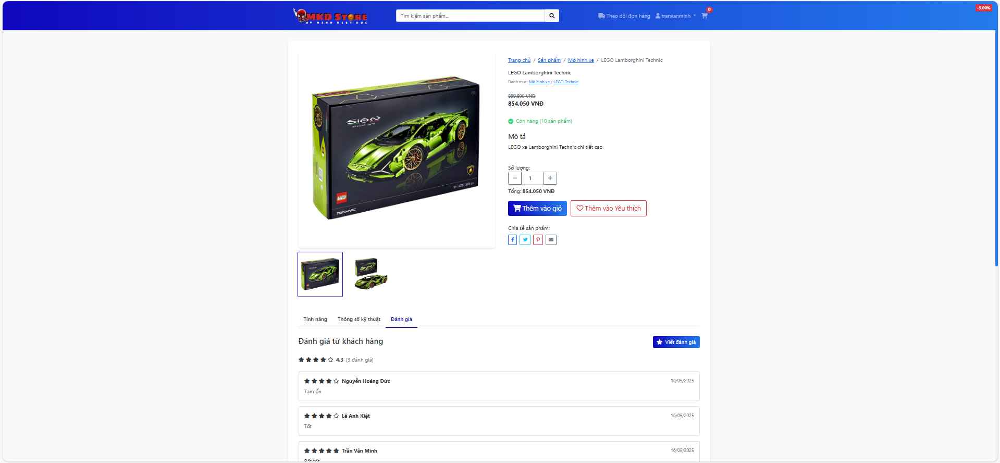 MKD STORE
BY MINH KIET DUC
Tìm kiếm sản phẩm...
Theo dõi đơn hàng
tranvanminh
0
-5.00%
Trang chủ / Sản phẩm / Mô hình xe / LEGO Lamborghini Technic
LEGO Lamborghini Technic
Danh mục: Mô hình xe / LEGO Technic
899,000 VNĐ
854,050 VNĐ
Còn hàng (10 sản phẩm)
Mô tả
LEGO xe Lamborghini Technic chi tiết cao
Số lượng:
− 1 +
Tổng: 854.050 VNĐ
Thêm vào giỏ
Thêm vào Yêu thích
Chia sẻ sản phẩm:
SIÁN
FKP 37
LEGO
TECHNIC
18+ 42115 3696 pcs
Tính năng
Thông số kỹ thuật
Đánh giá
Đánh giá từ khách hàng
Viết đánh giá
4.3 (3 đánh giá)
Nguyễn Hoàng Đức
16/05/2025
Tạm ổn
Lê Anh Kiệt
16/05/2025
Tốt
Trần Văn Minh
16/05/2025
Rất tốt